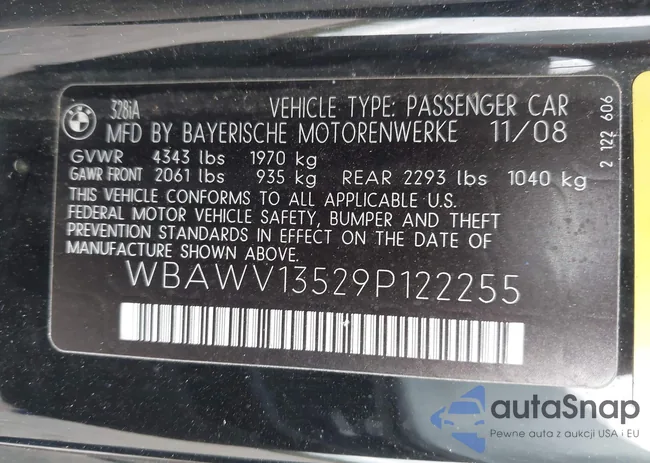 BMW
328iA
VEHICLE TYPE: PASSENGER CAR
MFD BY BAYERISCHE MOTORENWERKE 11/08
GVWR 4343 lbs 1970 kg
GAWR FRONT 2061 lbs 935 kg REAR 2293 lbs 1040 kg
THIS VEHICLE CONFORMS TO ALL APPLICABLE U.S.
FEDERAL MOTOR VEHICLE SAFETY, BUMPER AND THEFT
PREVENTION STANDARDS IN EFFECT ON THE DATE OF
MANUFACTURE SHOWN ABOVE.
WBAWV13529P122255
2 122 606
autaSnap
Pewne auta z aukcji USA i EU